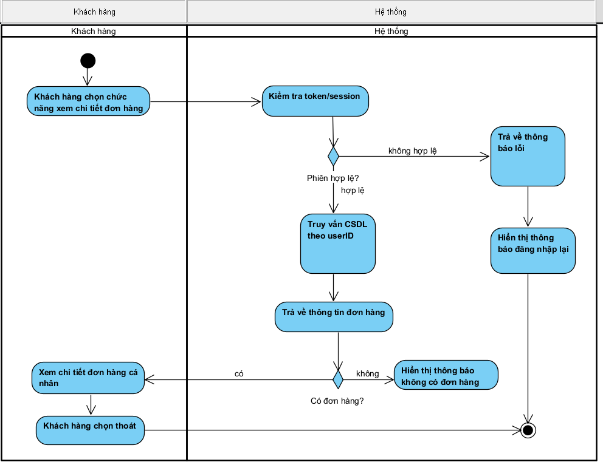 Khách hàng
Hệ thống
Khách hàng
Hệ thống
Khách hàng chọn chức
năng xem chi tiết đơn hàng
Kiểm tra token/session
không hợp lệ
Trả về thông
báo lỗi
Phiên hợp lệ?
hợp lệ
Truy vấn CSDL
theo userID
Hiển thị thông
báo đăng nhập lại
Trả về thông tin đơn hàng
Xem chi tiết đơn hàng cá
nhân
có
không
Hiển thị thông báo
không có đơn hàng
Có đơn hàng?
Khách hàng chọn thoát